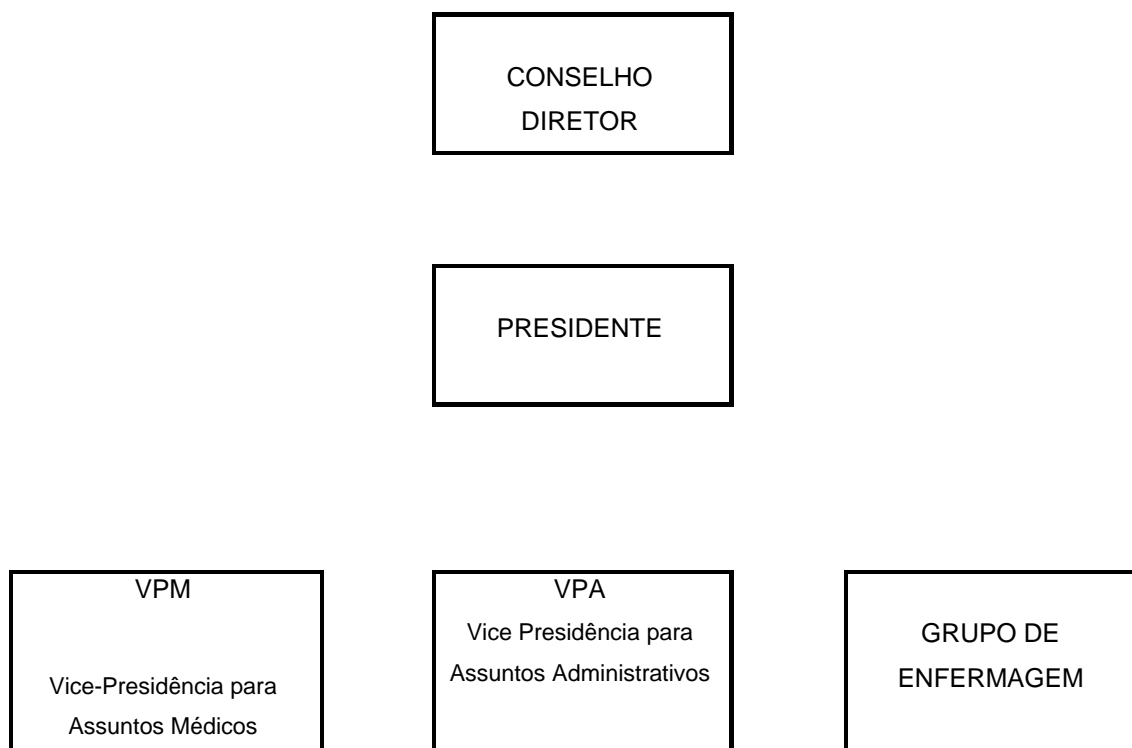 CONSELHO
DIRETOR
PRESIDENTE
VPM
Vice-Presidência para
Assuntos Médicos
VPA
Vice Presidência para
Assuntos Administrativos
GRUPO DE
ENFERMAGEM